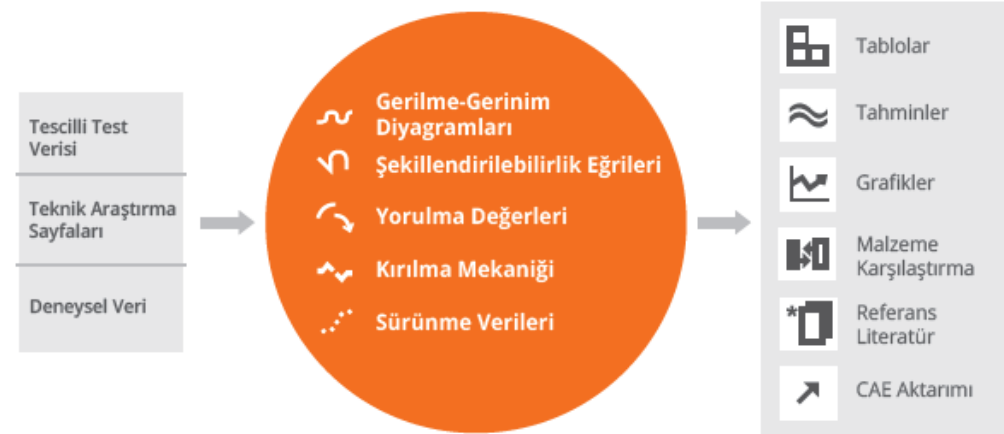 Tescilli Test
Verisi
Teknik Araştırma
Sayfaları
Deneysel Veri
Gerilme-Gerinim
Diyagramları
Şekillendirilebilirlik Eğrileri
Yorulma Değerleri
Kırılma Mekaniği
Sürünme Verileri
Tablolar
Tahminler
Grafikler
Malzeme
Karşılaştırma
Referans
Literatür
CAE Aktarımı